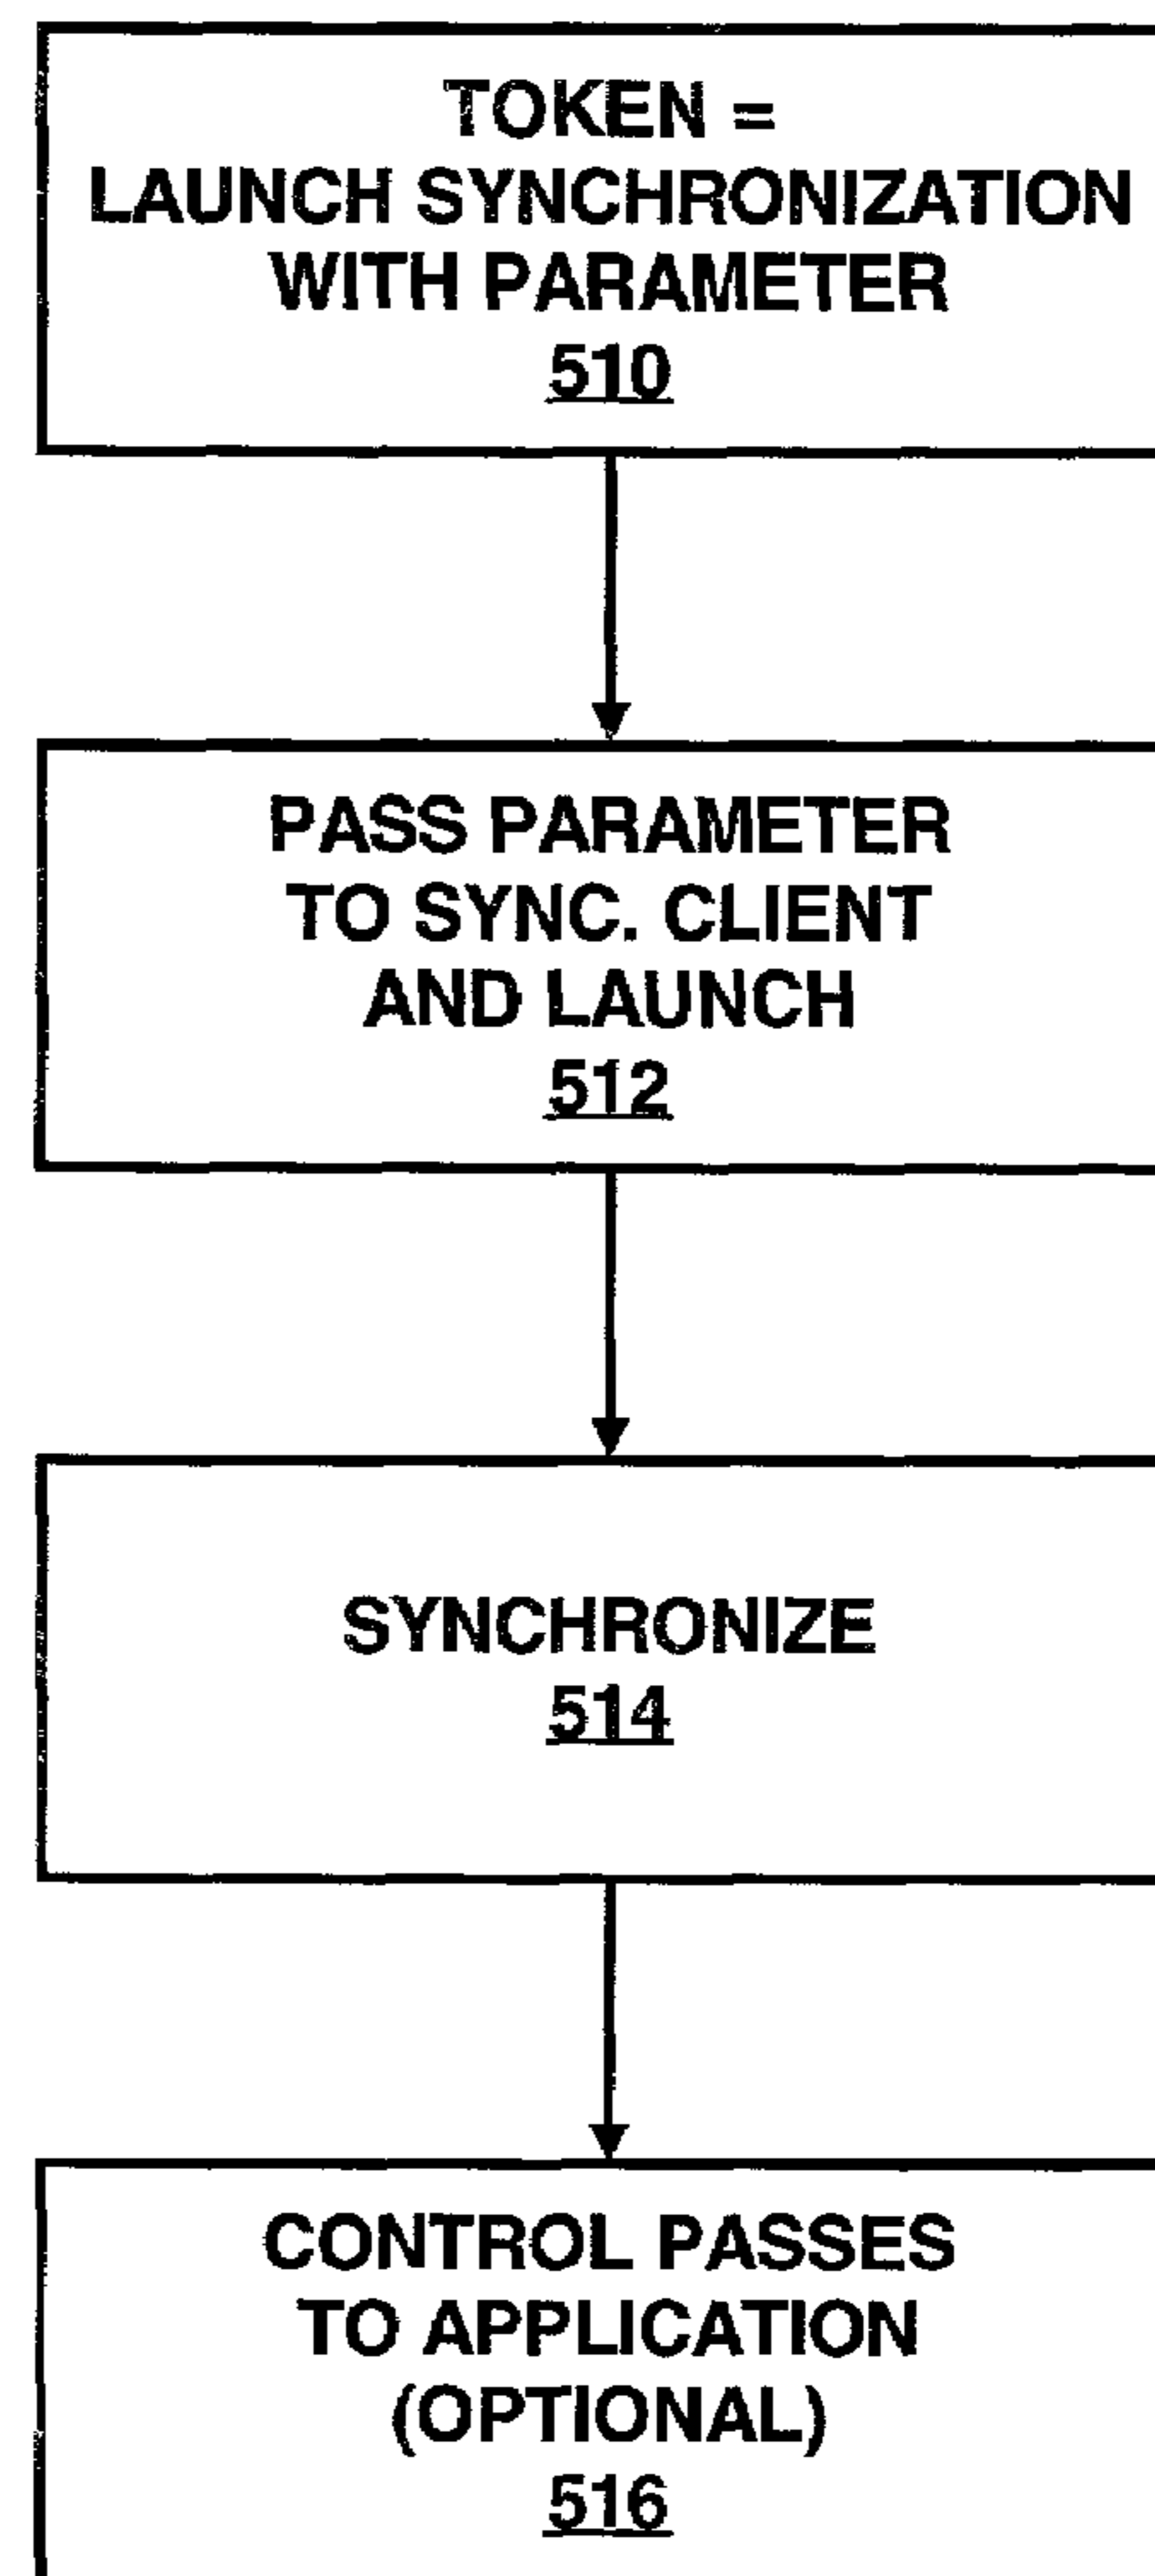 TOKEN =
LAUNCH SYNCHRONIZATION
WITH PARAMETER
510
PASS PARAMETER
TO SYNC. CLIENT
AND LAUNCH
512
SYNCHRONIZE
514
CONTROL PASSES
TO APPLICATION
(OPTIONAL)
516